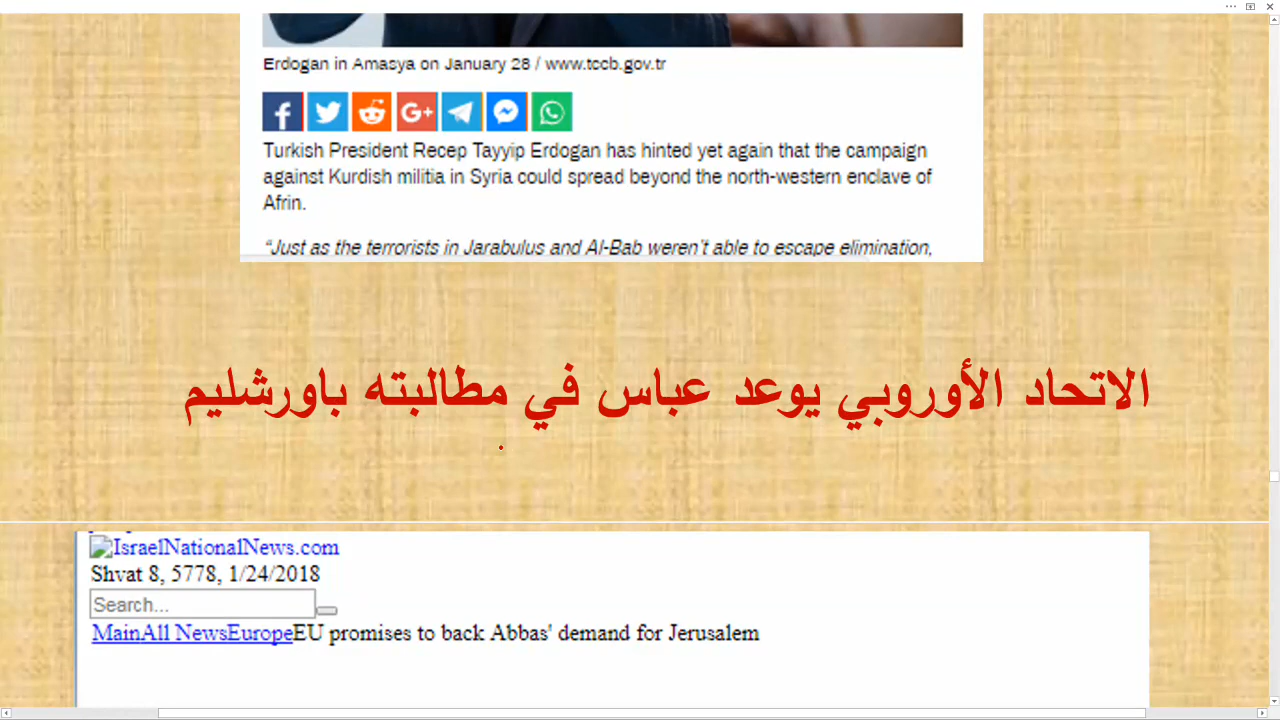 Erdogan in Amasya on January 28 / www.tccb.gov.tr
Turkish President Recep Tayyip Erdogan has hinted yet again that the campaign
against Kurdish militia in Syria could spread beyond the north-western enclave of
Afrin.
“Just as the terrorists in Jarabulus and Al-Bab weren’t able to escape elimination,
الاتحاد الأوروبي يوعد عباس في مطالبته باورشليم
.
IsraelNationalNews.com
Shvat 8, 5778, 1/24/2018
Search...
MainAll NewsEuropeEU promises to back Abbas' demand for Jerusalem